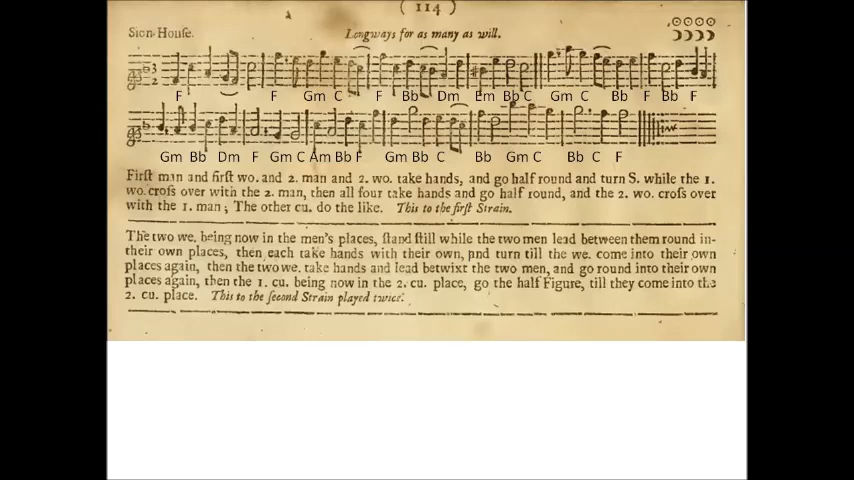 ( 114 )
Sion-Houſe.
Longways for as many as will.
F F Gm C F Bb Dm Em Bb C Gm C Bb F Bb F
Gm Bb Dm F Gm C Am Bb F Gm Bb C Bb Gm C Bb C F
Firſt man and firſt wo. and 2. man and 2. wo. take hands, and go half round and turn S. while the 1.
wo. croſs over with the 2. man, then all four take hands and go half round, and the 2. wo. croſs over
with the 1. man; The other cu. do the like. This to the firſt Strain.
The two we. being now in the men's places, ſtand ſtill while the two men lead between them round in-
their own places, then each take hands with their own, and turn till the we. come into their own
places again, then the two we. take hands and lead betwixt the two men, and go round into their own
places again, then the 1. cu. being now in the 2. cu. place, go the half Figure, till they come into the
2. cu. place. This to the ſecond Strain played twice.